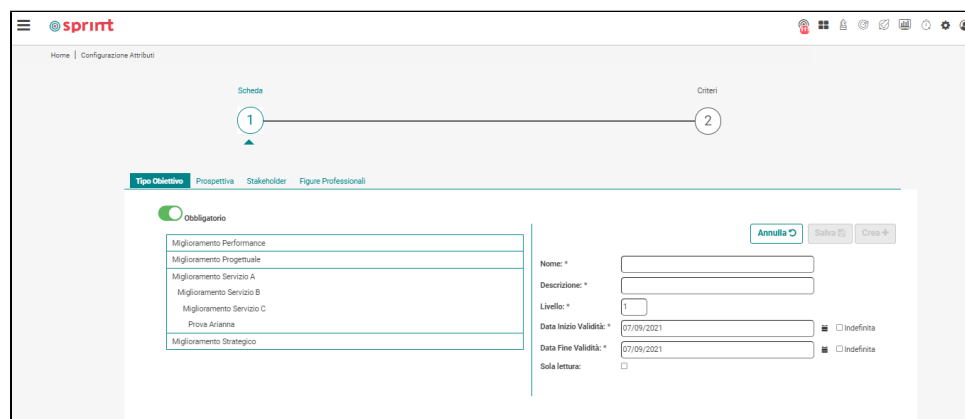 sprint
Home | Configurazione Attributi
Scheda
Criteri
1
2
Tipo Obiettivo
Prospettiva
Stakeholder
Figure Professionali
Obbligatorio
Miglioramento Performance
Miglioramento Progettuale
Miglioramento Servizio A
Miglioramento Servizio B
Miglioramento Servizio C
Prova Arianna
Miglioramento Strategico
Annulla
Salva
Crea +
Nome: *
Descrizione: *
Livello: *
1
Data Inizio Validità: *
07/09/2021
Indefinita
Data Fine Validità: *
07/09/2021
Indefinita
Sola lettura: